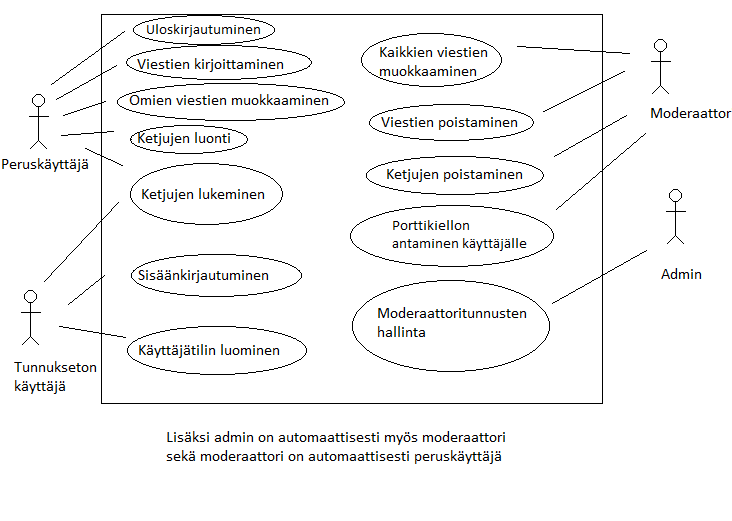 Uloskirjautuminen
Viestien kirjoittaminen
Omien viestien muokkaaminen
Ketjujen luonti
Ketjujen lukeminen
Sisäänkirjautuminen
Käyttäjätilin luominen
Peruskäyttäjä
Tunnukseton
käyttäjä
Kaikkien viestien
muokkaaminen
Viestien poistaminen
Ketjujen poistaminen
Porttikiellon
antaminen käyttäjälle
Moderaattoritunnusten
hallinta
Moderaattor
Admin
Lisäksi admin on automaattisesti myös moderaattori
sekä moderaattori on automaattisesti peruskäyttäjä